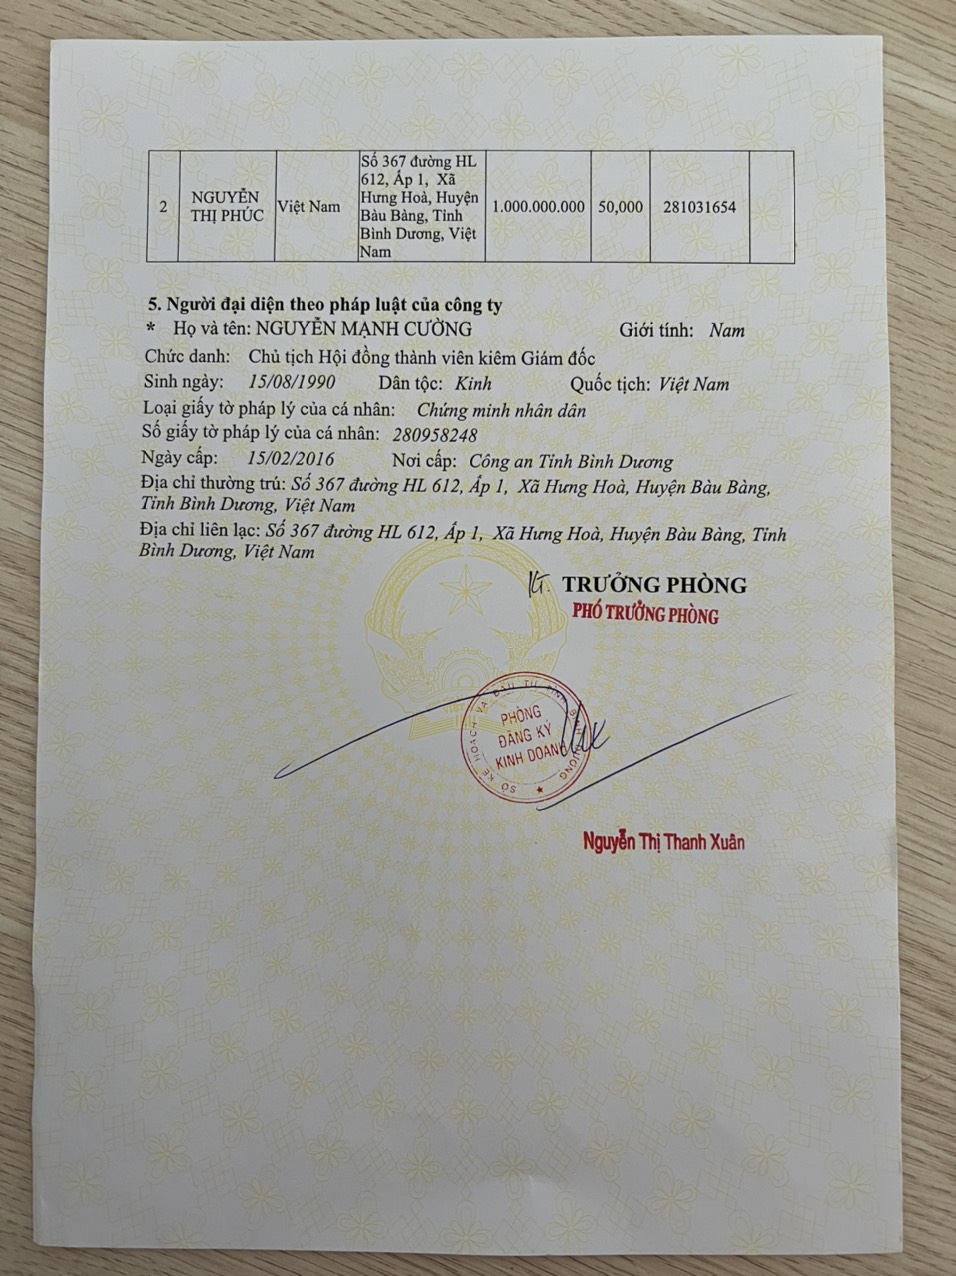 2 NGUYỄN THỊ PHÚC Việt Nam Số 367 đường HL 612, Ấp 1, Xã Hưng Hoà, Huyện Bàu Bàng, Tỉnh Bình Dương, Việt Nam 1.000.000.000 50,000 281031654
5. Người đại diện theo pháp luật của công ty
* Họ và tên: NGUYỄN MẠNH CƯỜNG Giới tính: Nam
Chức danh: Chủ tịch Hội đồng thành viên kiêm Giám đốc
Sinh ngày: 15/08/1990 Dân tộc: Kinh Quốc tịch: Việt Nam
Loại giấy tờ pháp lý của cá nhân: Chứng minh nhân dân
Số giấy tờ pháp lý của cá nhân: 280958248
Ngày cấp: 15/02/2016 Nơi cấp: Công an Tỉnh Bình Dương
Địa chỉ thường trú: Số 367 đường HL 612, Ấp 1, Xã Hưng Hoà, Huyện Bàu Bàng,
Tỉnh Bình Dương, Việt Nam
Địa chỉ liên lạc: Số 367 đường HL 612, Ấp 1, Xã Hưng Hoà, Huyện Bàu Bàng, Tỉnh
Bình Dương, Việt Nam
KT. TRƯỞNG PHÒNG
PHÓ TRƯỞNG PHÒNG
SỞ KẾ HOẠCH VÀ ĐẦU TƯ TỈNH BÌNH DƯƠNG
PHÒNG
ĐĂNG KÝ
KINH DOANH
Nguyễn Thị Thanh Xuân